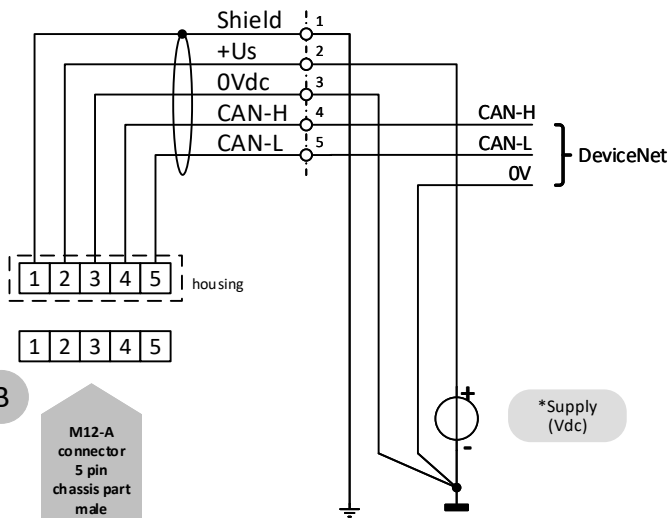 Shield 1
+Us 2
0Vdc 3
CAN-H 4 CAN-H
CAN-L 5 CAN-L
0V
DeviceNet
1 2 3 4 5 housing
1 2 3 4 5
B
+
-
*Supply
(Vdc)
M12-A
connector
5 pin
chassis part
male